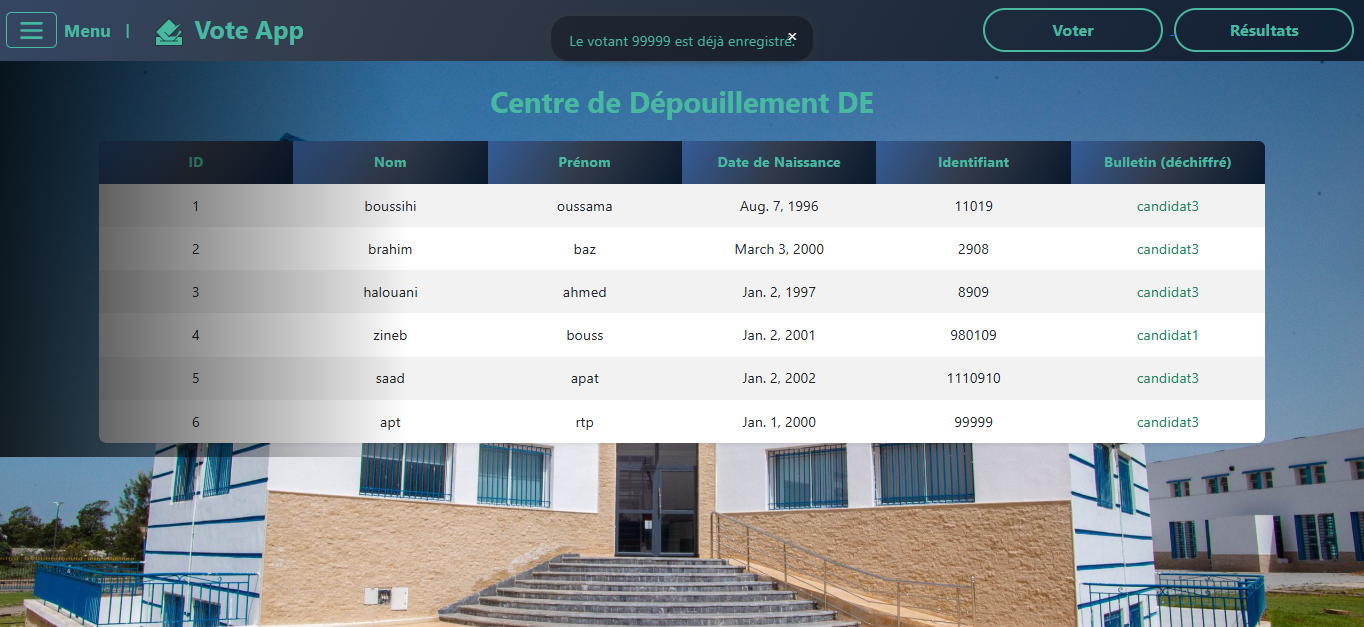 Menu | Vote App
Le votant 99999 est déjà enregistré. ×
Voter - Résultats
Centre de Dépouillement DE
ID Nom Prénom Date de Naissance Identifiant Bulletin (déchiffré)
1 boussihi oussama Aug. 7, 1996 11019 candidat3
2 brahim baz March 3, 2000 2908 candidat3
3 halouani ahmed Jan. 2, 1997 8909 candidat3
4 zineb bouss Jan. 2, 2001 980109 candidat1
5 saad apat Jan. 2, 2002 1110910 candidat3
6 apt rtp Jan. 1, 2000 99999 candidat3